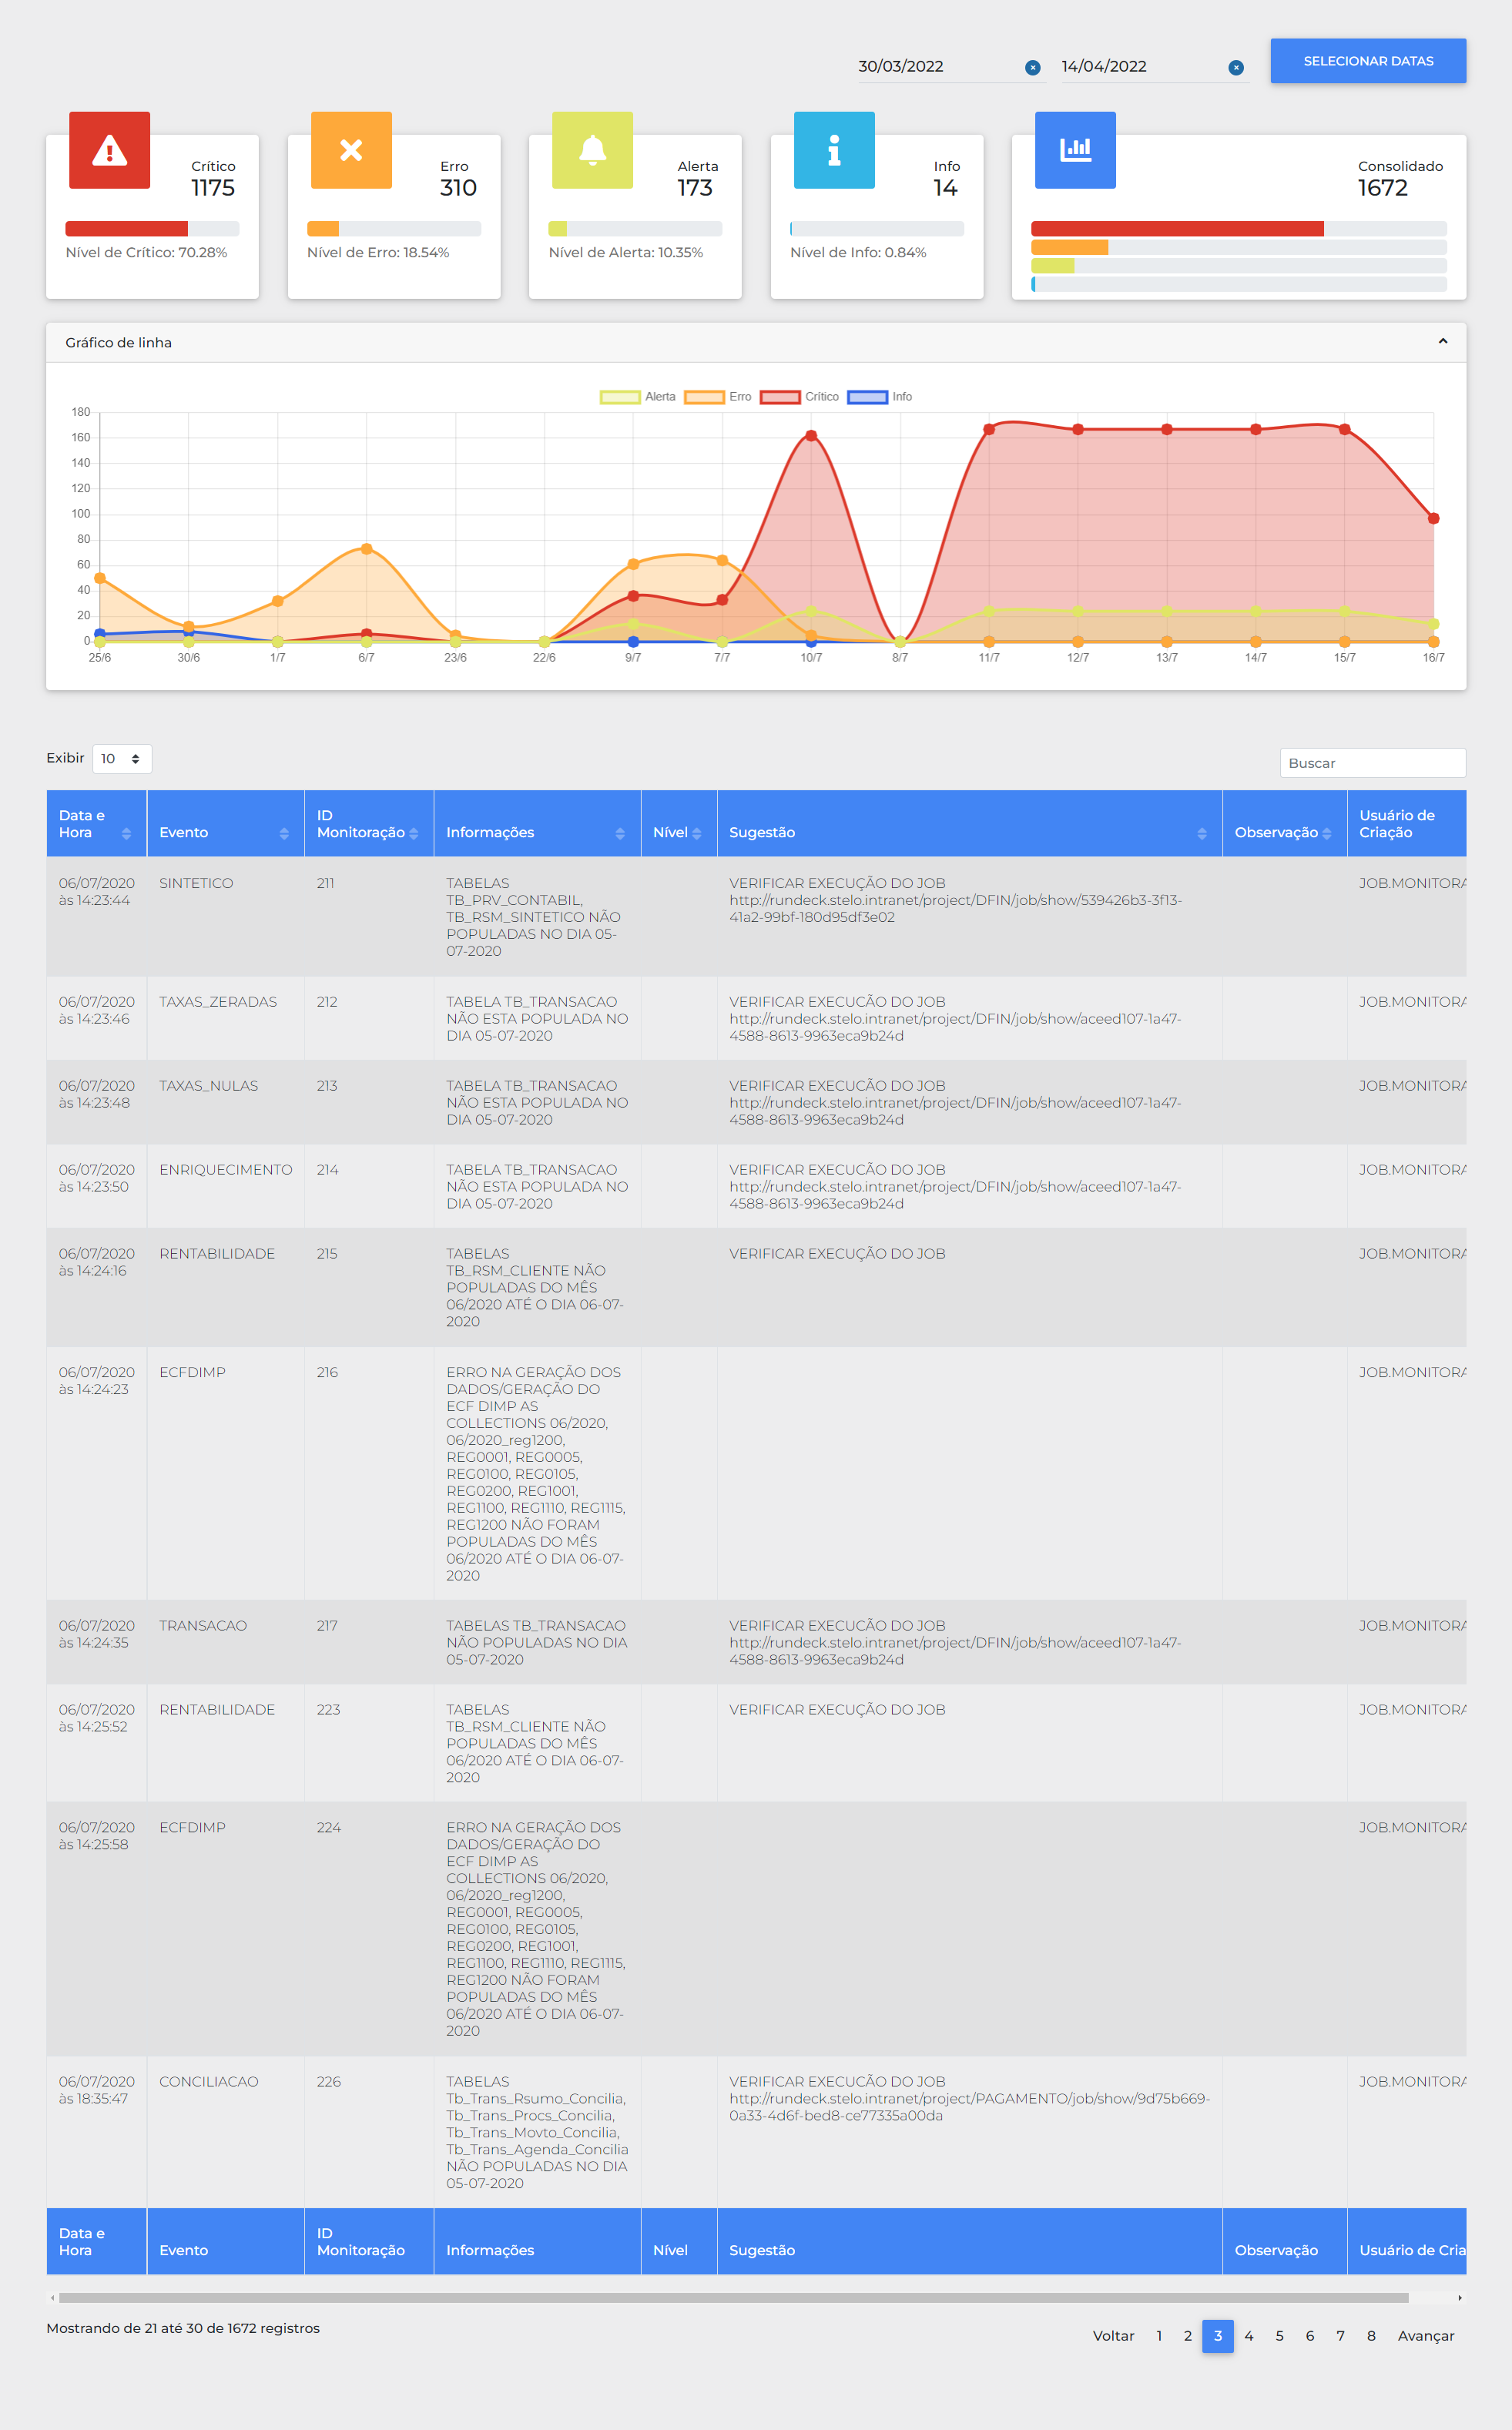 30/03/2022
14/04/2022
SELECIONAR DATAS
Crítico
1175
Nível de Crítico: 70.28%
Erro
310
Nível de Erro: 18.54%
Alerta
173
Nível de Alerta: 10.35%
Info
14
Nível de Info: 0.84%
Consolidado
1672
Gráfico de linha
Alerta Erro Crítico Info
180
160
140
120
100
80
60
40
20
0
25/6 30/6 1/7 6/7 23/6 22/6 9/7 7/7 10/7 8/7 11/7 12/7 13/7 14/7 15/7 16/7
Exibir 10
Buscar
Data e
Hora
Evento
ID
Monitoração
Informações
Nível
Sugestão
Observação
Usuário de
Criação
06/07/2020
às 14:23:44
SINTETICO
211
TABELAS
TB_PRV_CONTABIL,
TB_RSM_SINTETICO NÃO
POPULADAS NO DIA 05-
07-2020
VERIFICAR EXECUÇÃO DO JOB
http://rundeck.stelo.intranet/project/DFIN/job/show/539426b3-3f13-
41a2-99bf-180d95df3e02
JOB.MONITORA
06/07/2020
às 14:23:46
TAXAS_ZERADAS
212
TABELA TB_TRANSACAO
NÃO ESTA POPULADA NO
DIA 05-07-2020
VERIFICAR EXECUCÃO DO JOB
http://rundeck.stelo.intranet/project/DFIN/job/show/aceed107-1a47-
4588-8613-9963eca9b24d
JOB.MONITORA
06/07/2020
às 14:23:48
TAXAS_NULAS
213
TABELA TB_TRANSACAO
NÃO ESTA POPULADA NO
DIA 05-07-2020
VERIFICAR EXECUCÃO DO JOB
http://rundeck.stelo.intranet/project/DFIN/job/show/aceed107-1a47-
4588-8613-9963eca9b24d
JOB.MONITORA
06/07/2020
às 14:23:50
ENRIQUECIMENTO
214
TABELA TB_TRANSACAO
NÃO ESTA POPULADA NO
DIA 05-07-2020
VERIFICAR EXECUCÃO DO JOB
http://rundeck.stelo.intranet/project/DFIN/job/show/aceed107-1a47-
4588-8613-9963eca9b24d
JOB.MONITORA
06/07/2020
às 14:24:16
RENTABILIDADE
215
TABELAS
TB_RSM_CLIENTE NÃO
POPULADAS DO MÊS
06/2020 ATÉ O DIA 06-07-
2020
VERIFICAR EXECUÇÃO DO JOB
JOB.MONITORA
06/07/2020
às 14:24:23
ECFDIMP
216
ERRO NA GERAÇÃO DOS
DADOS/GERAÇÃO DO
ECF DIMP AS
COLLECTIONS 06/2020,
06/2020_reg1200,
REG0001, REG0005,
REG0100, REG0105,
REG0200, REG1001,
REG1100, REG1110, REG1115,
REG1200 NÃO FORAM
POPULADAS DO MÊS
06/2020 ATÉ O DIA 06-07-
2020
JOB.MONITORA
06/07/2020
às 14:24:35
TRANSACAO
217
TABELAS TB_TRANSACAO
NÃO POPULADAS NO DIA
05-07-2020
VERIFICAR EXECUCÃO DO JOB
http://rundeck.stelo.intranet/project/DFIN/job/show/aceed107-1a47-
4588-8613-9963eca9b24d
JOB.MONITORA
06/07/2020
às 14:25:52
RENTABILIDADE
223
TABELAS
TB_RSM_CLIENTE NÃO
POPULADAS DO MÊS
06/2020 ATÉ O DIA 06-07-
2020
VERIFICAR EXECUÇÃO DO JOB
JOB.MONITORA
06/07/2020
às 14:25:58
ECFDIMP
224
ERRO NA GERAÇÃO DOS
DADOS/GERAÇÃO DO
ECF DIMP AS
COLLECTIONS 06/2020,
06/2020_reg1200,
REG0001, REG0005,
REG0100, REG0105,
REG0200, REG1001,
REG1100, REG1110, REG1115,
REG1200 NÃO FORAM
POPULADAS DO MÊS
06/2020 ATÉ O DIA 06-07-
2020
JOB.MONITORA
06/07/2020
às 18:35:47
CONCILIACAO
226
TABELAS
Tb_Trans_Rsumo_Concilia,
Tb_Trans_Procs_Concilia,
Tb_Trans_Movto_Concilia,
Tb_Trans_Agenda_Concilia
NÃO POPULADAS NO DIA
05-07-2020
VERIFICAR EXECUÇÃO DO JOB
http://rundeck.stelo.intranet/project/PAGAMENTO/job/show/9d75b669-
0a33-4d6f-bed8-ce77335a00da
JOB.MONITORA
Data e
Hora
Evento
ID
Monitoração
Informações
Nível
Sugestão
Observação
Usuário de Cria
Mostrando de 21 até 30 de 1672 registros
Voltar 1 2 3 4 5 6 7 8 Avançar